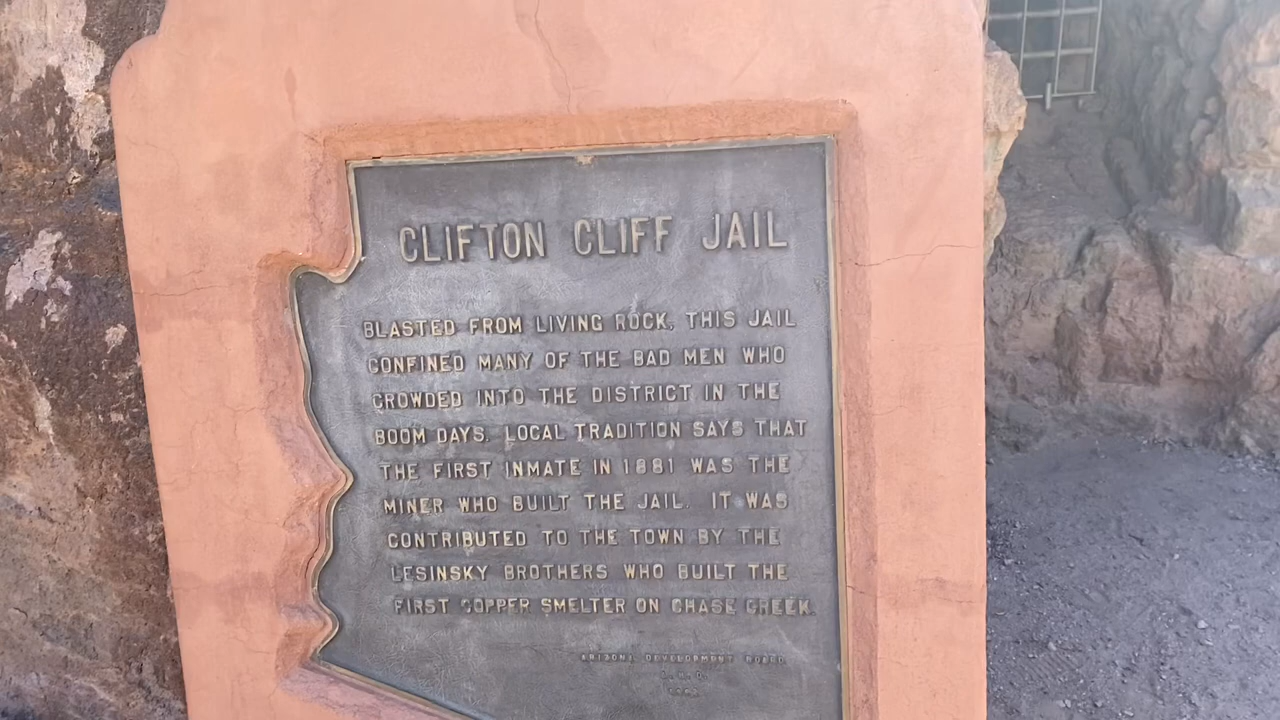 CLIFTON CLIFF JAIL
BLASTED FROM LIVING ROCK, THIS JAIL
CONFINED MANY OF THE BAD MEN WHO
CROWDED INTO THE DISTRICT IN THE
BOOM DAYS. LOCAL TRADITION SAYS THAT
THE FIRST INMATE IN 1881 WAS THE
MINER WHO BUILT THE JAIL. IT WAS
CONTRIBUTED TO THE TOWN BY THE
LESINSKY BROTHERS WHO BUILT THE
FIRST COPPER SMELTER ON CHASE CREEK.
ARIZONA DEVELOPMENT BOARD